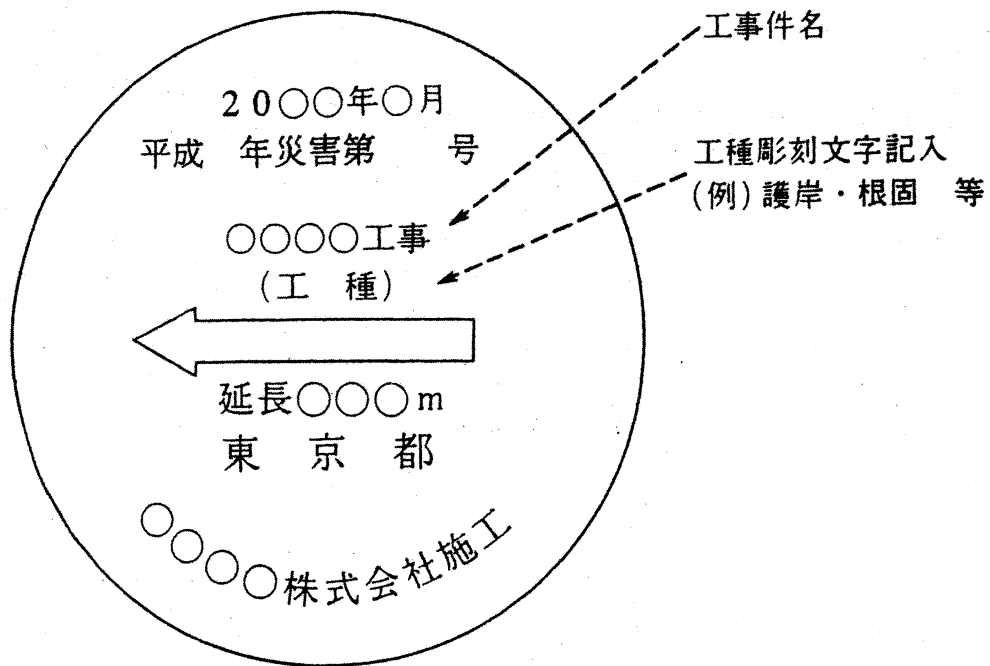 工事件名
20○○年○月
平成　年災害第　　号
工種彫刻文字記入
(例)護岸・根固　等
○○○○工事
(工　種)
延長○○○m
東　京　都
○○○○株式会社施工